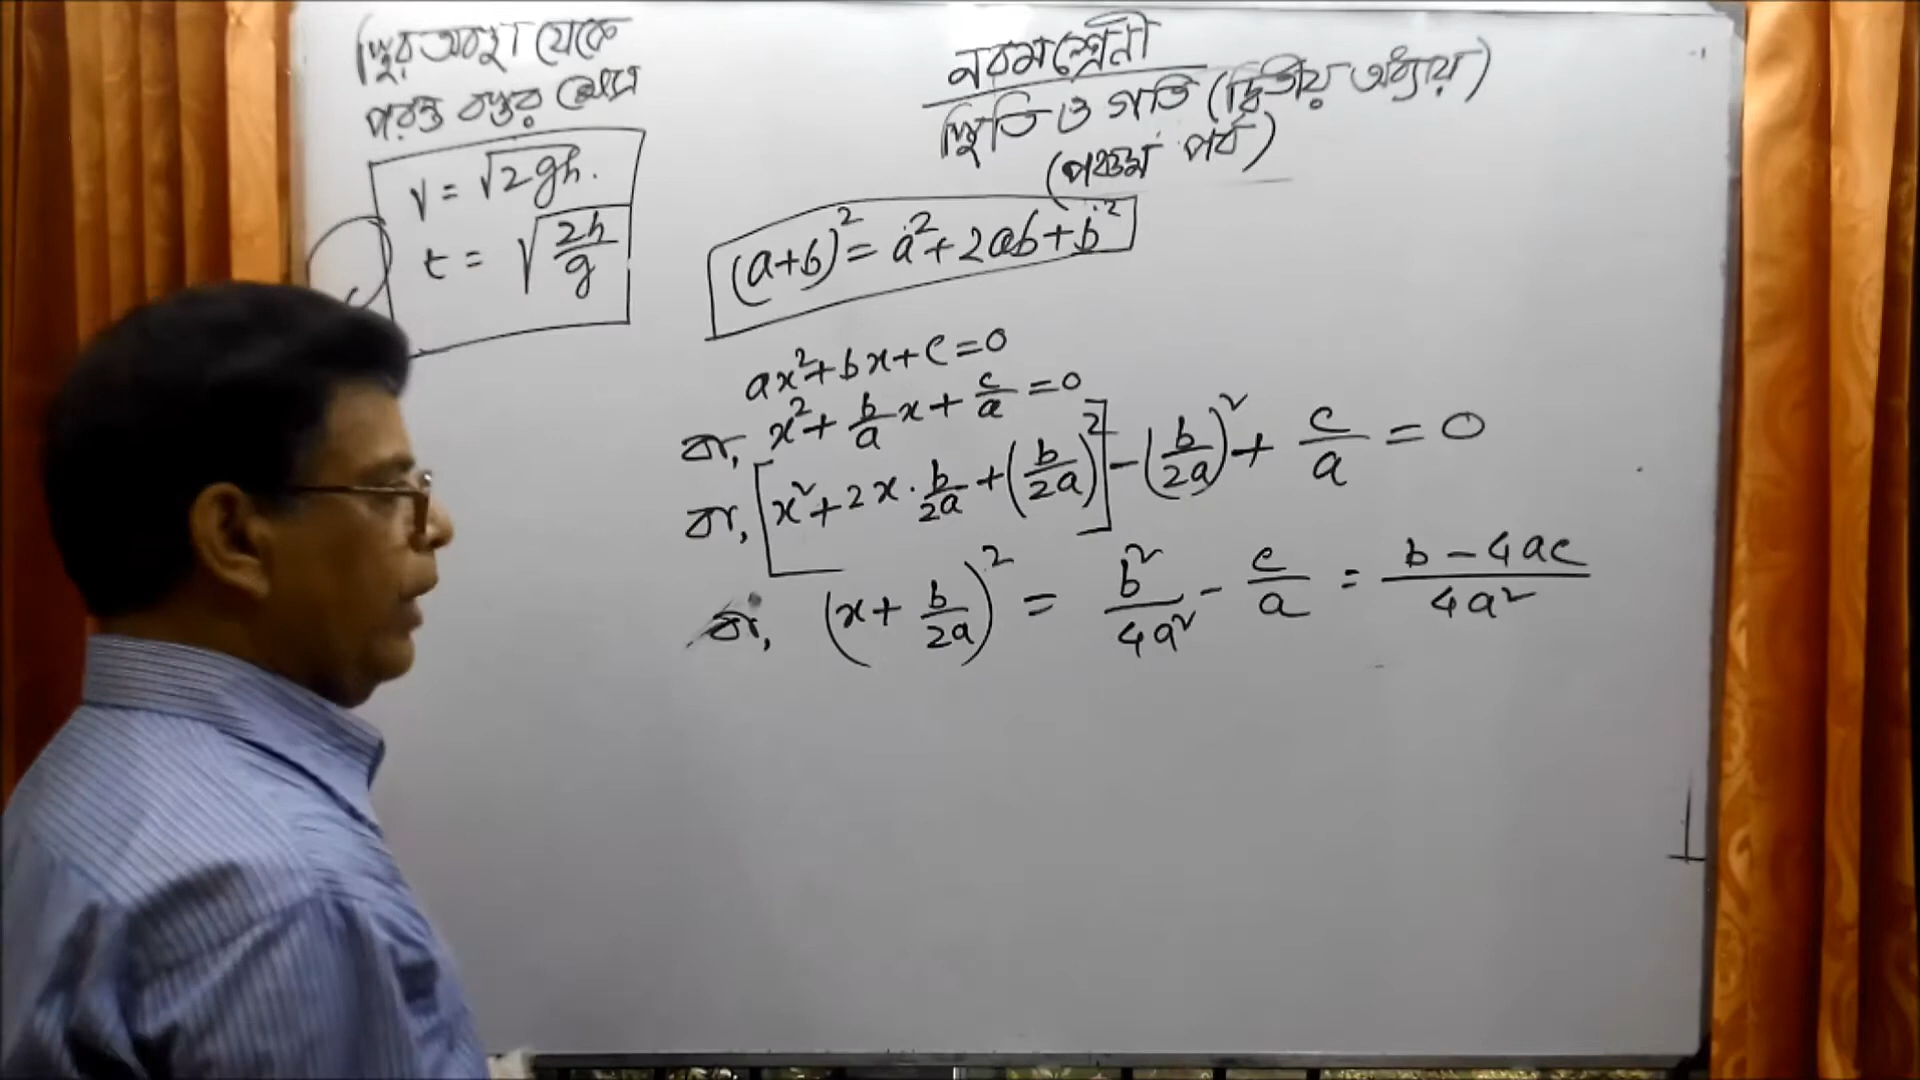 স্থির অবস্থা থেকে
পরন্ত বস্তুর ক্ষেত্রে
v = √2gh.
t = √(2h/g)
নবমশ্রেনী
স্থিতি ও গতি (দ্বিতীয় অধ্যায়)
(পঞ্চম পর্ব)
(a+b)² = a²+2ab+b²
ax²+bx+c=0
বা, x²+ b/a x + c/a = 0
বা, [x²+2x·b/2a+(b/2a)²]-(b/2a)²+ c/a = 0
বা, (x+ b/2a)² = b²/4a² - c/a = b-4ac/4a²